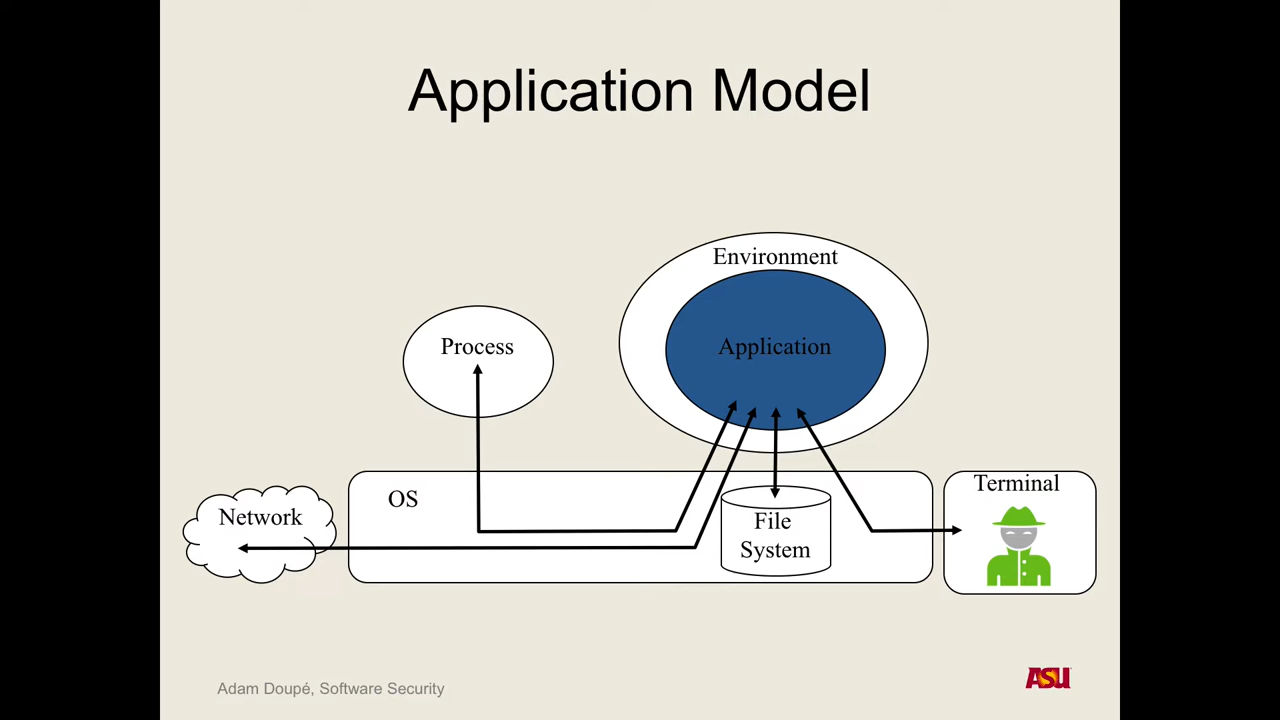 Application Model
Environment
Process
Application
OS
Network
File
System
Terminal
Adam Doupé, Software Security
ASU